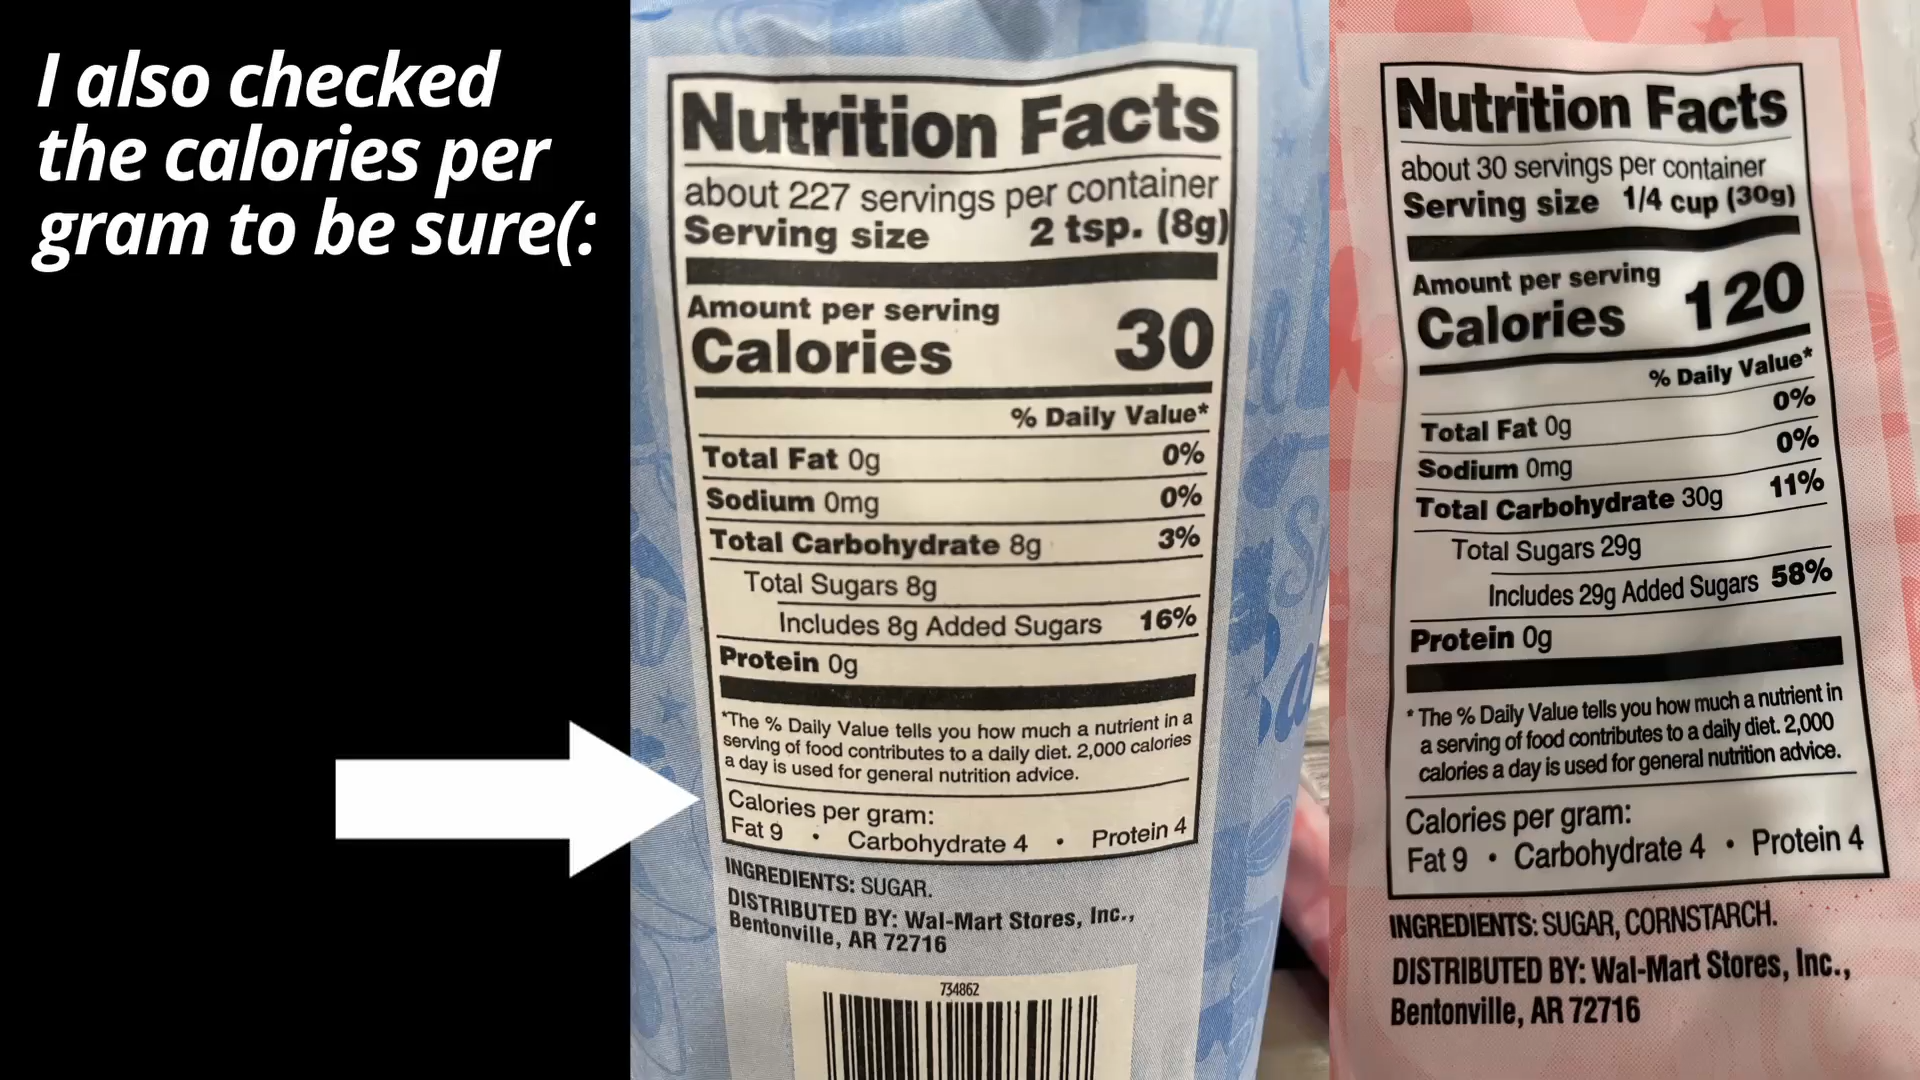 I also checked
the calories per
gram to be sure(:
Nutrition Facts
about 227 servings per container
Serving size 2 tsp. (8g)
Amount per serving
Calories 30
% Daily Value*
Total Fat 0g 0%
Sodium 0mg 0%
Total Carbohydrate 8g 3%
Total Sugars 8g
Includes 8g Added Sugars 16%
Protein 0g
*The % Daily Value tells you how much a nutrient in a
serving of food contributes to a daily diet. 2,000 calories
a day is used for general nutrition advice.
Calories per gram:
Fat 9 • Carbohydrate 4 • Protein 4
INGREDIENTS: SUGAR.
DISTRIBUTED BY: Wal-Mart Stores, Inc.,
Bentonville, AR 72716
734862
Nutrition Facts
about 30 servings per container
Serving size 1/4 cup (30g)
Amount per serving
Calories 120
% Daily Value*
Total Fat 0g 0%
Sodium 0mg 0%
Total Carbohydrate 30g 11%
Total Sugars 29g
Includes 29g Added Sugars 58%
Protein 0g
* The % Daily Value tells you how much a nutrient in
a serving of food contributes to a daily diet. 2,000
calories a day is used for general nutrition advice.
Calories per gram:
Fat 9 • Carbohydrate 4 • Protein 4
INGREDIENTS: SUGAR, CORNSTARCH.
DISTRIBUTED BY: Wal-Mart Stores, Inc.,
Bentonville, AR 72716